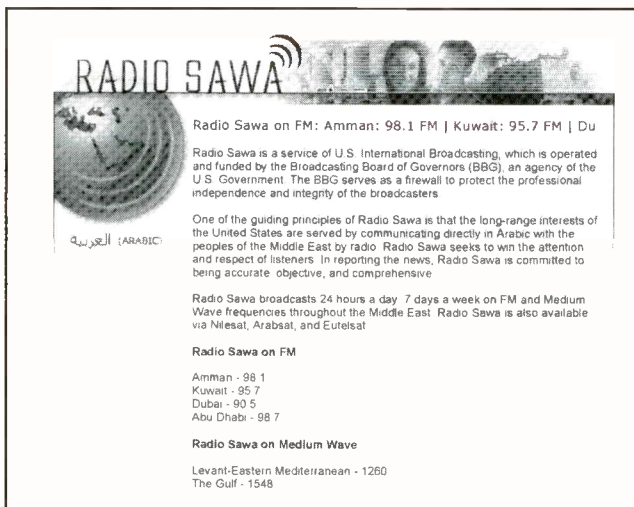 RADIO SAWA
Radio Sawa on FM: Amman: 98.1 FM | Kuwait: 95.7 FM | Du
Radio Sawa is a service of U.S. International Broadcasting, which is operated
and funded by the Broadcasting Board of Governors (BBG), an agency of the
U.S. Government. The BBG serves as a firewall to protect the professional
independence and integrity of the broadcasters.
العربية (ARABIC)
One of the guiding principles of Radio Sawa is that the long-range interests of
the United States are served by communicating directly in Arabic with the
peoples of the Middle East by radio. Radio Sawa seeks to win the attention
and respect of listeners. In reporting the news, Radio Sawa is committed to
being accurate, objective, and comprehensive
Radio Sawa broadcasts 24 hours a day 7 days a week on FM and Medium
Wave frequencies throughout the Middle East. Radio Sawa is also available
via Nilesat, Arabsat, and Eutelsat
Radio Sawa on FM
Amman - 98 1
Kuwait - 95 7
Dubai - 90 5
Abu Dhabi - 98 7
Radio Sawa on Medium Wave
Levant-Eastern Mediterranean - 1260
The Gulf - 1548